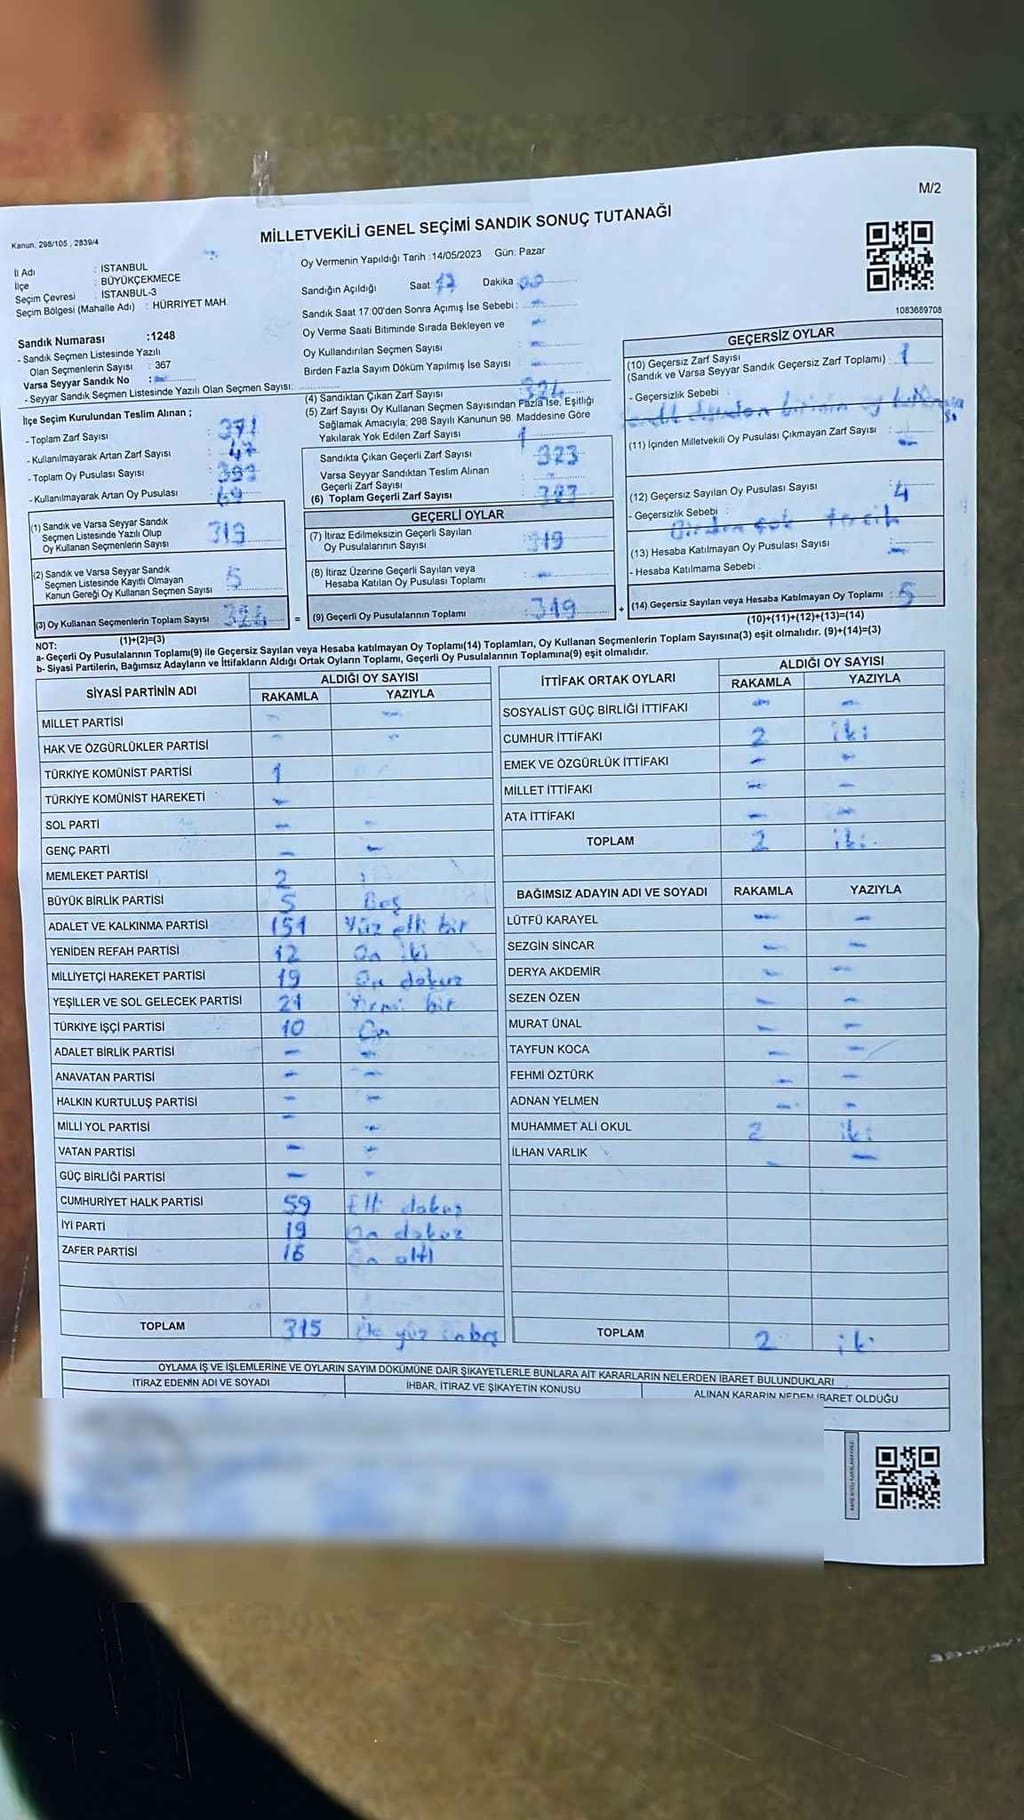 M/2
Kanun: 298/105 , 2839/4
MİLLETVEKİLİ GENEL SEÇİMİ SANDIK SONUÇ TUTANAĞI
İl Adı : İSTANBUL
İlçe : BÜYÜKÇEKMECE
Seçim Çevresi : İSTANBUL-3
Seçim Bölgesi (Mahalle Adı) : HÜRRİYET MAH.
Sandık Numarası :1248
- Sandık Seçmen Listesinde Yazılı
Olan Seçmenlerin Sayısı : 367
Varsa Seyyar Sandık No : -
- Seyyar Sandık Seçmen Listesinde Yazılı Olan Seçmen Sayısı:
İlçe Seçim Kurulundan Teslim Alınan ;
- Toplam Zarf Sayısı : 371
- Kullanılmayarak Artan Zarf Sayısı : 47
- Toplam Oy Pusulası Sayısı : 393
- Kullanılmayarak Artan Oy Pusulası : 69
(1) Sandık ve Varsa Seyyar Sandık
Seçmen Listesinde Yazılı Olup
Oy Kullanan Seçmenlerin Sayısı 319
(2) Sandık ve Varsa Seyyar Sandık
Seçmen Listesinde Kayıtlı Olmayan
Kanun Gereği Oy Kullanan Seçmen Sayısı 5
(3) Oy Kullanan Seçmenlerin Toplam Sayısı 324
(1)+(2)=(3)
Oy Vermenin Yapıldığı Tarih :14/05/2023 Gün: Pazar
Sandığın Açıldığı Saat: 17 Dakika: 00
Sandık Saat 17:00'den Sonra Açımış İse Sebebi : -
Oy Verme Saati Bitiminde Sırada Bekleyen ve
Oy Kullandırılan Seçmen Sayısı -
Birden Fazla Sayım Döküm Yapılmış İse Sayısı : -
(4) Sandıktan Çıkan Zarf Sayısı : 324
(5) Zarf Sayısı Oy Kullanan Seçmen Sayısından Fazla İse, Eşitliği
Sağlamak Amacıyla; 298 Sayılı Kanunun 98. Maddesine Göre
Yakılarak Yok Edilen Zarf Sayısı : 1
Sandıkta Çıkan Geçerli Zarf Sayısı : 323
Varsa Seyyar Sandıktan Teslim Alınan
Geçerli Zarf Sayısı : -
(6) Toplam Geçerli Zarf Sayısı : 323
GEÇERLİ OYLAR
(7) İtiraz Edilmeksizin Geçerli Sayılan
Oy Pusulalarının Sayısı : 319
(8) İtiraz Üzerine Geçerli Sayılan veya
Hesaba Katılan Oy Pusulası Toplamı : -
= (9) Geçerli Oy Pusulalarının Toplamı : 319 +
1083689708
GEÇERSİZ OYLAR
(10) Geçersiz Zarf Sayısı
(Sandık ve Varsa Seyyar Sandık Geçersiz Zarf Toplamı) : 1
- Geçersizlik Sebebi :
(11) İçinden Milletvekili Oy Pusulası Çıkmayan Zarf Sayısı : -
(12) Geçersiz Sayılan Oy Pusulası Sayısı : 4
- Geçersizlik Sebebi : Birden çok tercih
(13) Hesaba Katılmayan Oy Pusulası Sayısı : -
- Hesaba Katılmama Sebebi :
(14) Geçersiz Sayılan veya Hesaba Katılmayan Oy Toplamı : 5
(10)+(11)+(12)+(13)=(14)
NOT:
a- Geçerli Oy Pusulaları Toplamı(9) ile Geçersiz Sayılan veya Hesaba katılmayan Oy Toplamı(14) Toplamları, Oy Kullanan Seçmenlerin Toplam Sayısına(3) eşit olmalıdır. (9)+(14)=(3)
b- Siyasi Partilerin, Bağımsız Adayların ve İttifakların Aldığı Ortak Oyların Toplamı, Geçerli Oy Pusulalarının Toplamına(9) eşit olmalıdır.
SİYASİ PARTİNİN ADI ALDIĞI OY SAYISI
RAKAMLA YAZIYLA
MİLLET PARTİSİ - -
HAK VE ÖZGÜRLÜKLER PARTİSİ - -
TÜRKİYE KOMÜNİST PARTİSİ 1
TÜRKİYE KOMÜNİST HAREKETİ -
SOL PARTİ - -
GENÇ PARTİ - -
MEMLEKET PARTİSİ 2
BÜYÜK BİRLİK PARTİSİ 5 Beş
ADALET VE KALKINMA PARTİSİ 151 Yüz elli bir
YENİDEN REFAH PARTİSİ 12 On iki
MİLLİYETÇİ HAREKET PARTİSİ 19 On dokuz
YEŞİLLER VE SOL GELECEK PARTİSİ 21 Yirmi bir
TÜRKİYE İŞÇİ PARTİSİ 10 On
ADALET BİRLİK PARTİSİ - -
ANAVATAN PARTİSİ - -
HALKIN KURTULUŞ PARTİSİ - -
MİLLİ YOL PARTİSİ - -
VATAN PARTİSİ - -
GÜÇ BİRLİĞİ PARTİSİ - -
CUMHURİYET HALK PARTİSİ 59 Elli dokuz
İYİ PARTİ 19 On dokuz
ZAFER PARTİSİ 16 On altı
TOPLAM 315 Üç yüz onbeş
İTTİFAK ORTAK OYLARI ALDIĞI OY SAYISI
RAKAMLA YAZIYLA
SOSYALİST GÜÇ BİRLİĞİ İTTİFAKI - -
CUMHUR İTTİFAKI 2 iki
EMEK VE ÖZGÜRLÜK İTTİFAKI - -
MİLLET İTTİFAKI - -
ATA İTTİFAKI - -
TOPLAM 2 iki
BAĞIMSIZ ADAYIN ADI VE SOYADI RAKAMLA YAZIYLA
LÜTFÜ KARAYEL - -
SEZGİN SİNCAR - -
DERYA AKDEMİR - -
SEZEN ÖZEN - -
MURAT ÜNAL - -
TAYFUN KOCA - -
FEHMİ ÖZTÜRK - -
ADNAN YELMEN - -
MUHAMMET ALİ OKUL 2 iki
İLHAN VARLIK - -
TOPLAM 2 iki
OYLAMA İŞ VE İŞLEMLERİNE VE OYLARIN SAYIM DÖKÜMÜNE DAİR ŞİKAYETLERLE BUNLARA AİT KARARLARIN NELERDEN İBARET BULUNDUKLARI
İTİRAZ EDENİN ADI VE SOYADI İHBAR, İTİRAZ VE ŞİKAYETİN KONUSU ALINAN KARARIN NEDEN İBARET OLDUĞU